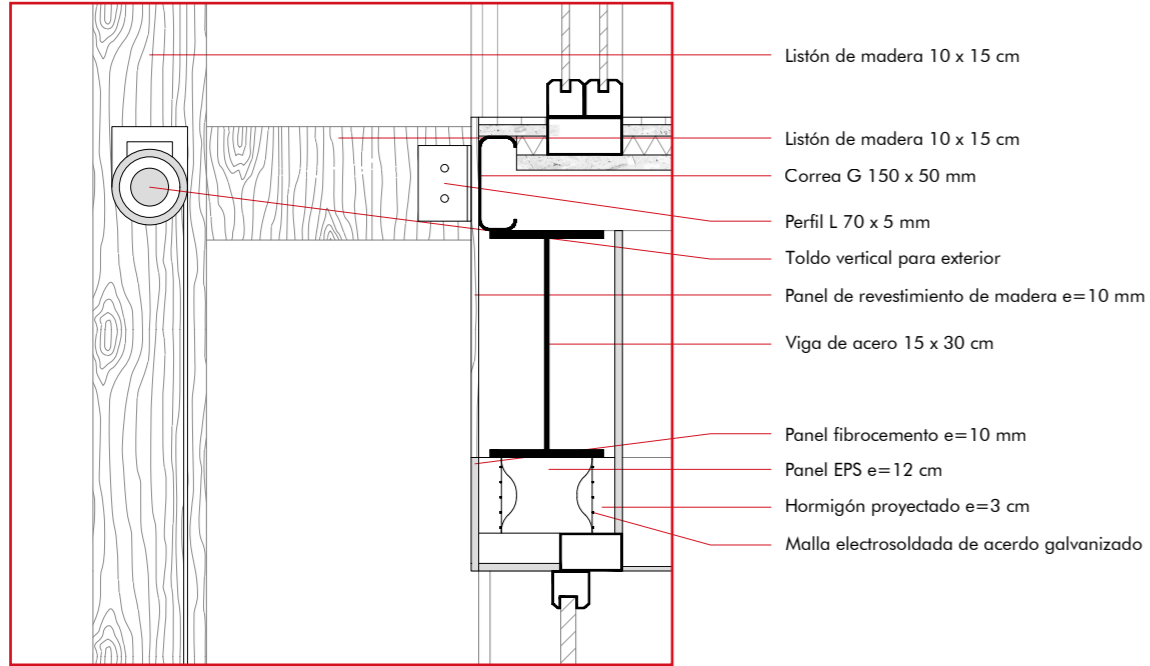 Listón de madera 10 x 15 cm
Listón de madera 10 x 15 cm
Correa G 150 x 50 mm
Perfil L 70 x 5 mm
Toldo vertical para exterior
Panel de revestimiento de madera e=10 mm
Viga de acero 15 x 30 cm
Panel fibrocemento e=10 mm
Panel EPS e=12 cm
Hormigón proyectado e=3 cm
Malla electrosoldada de acerdo galvanizado